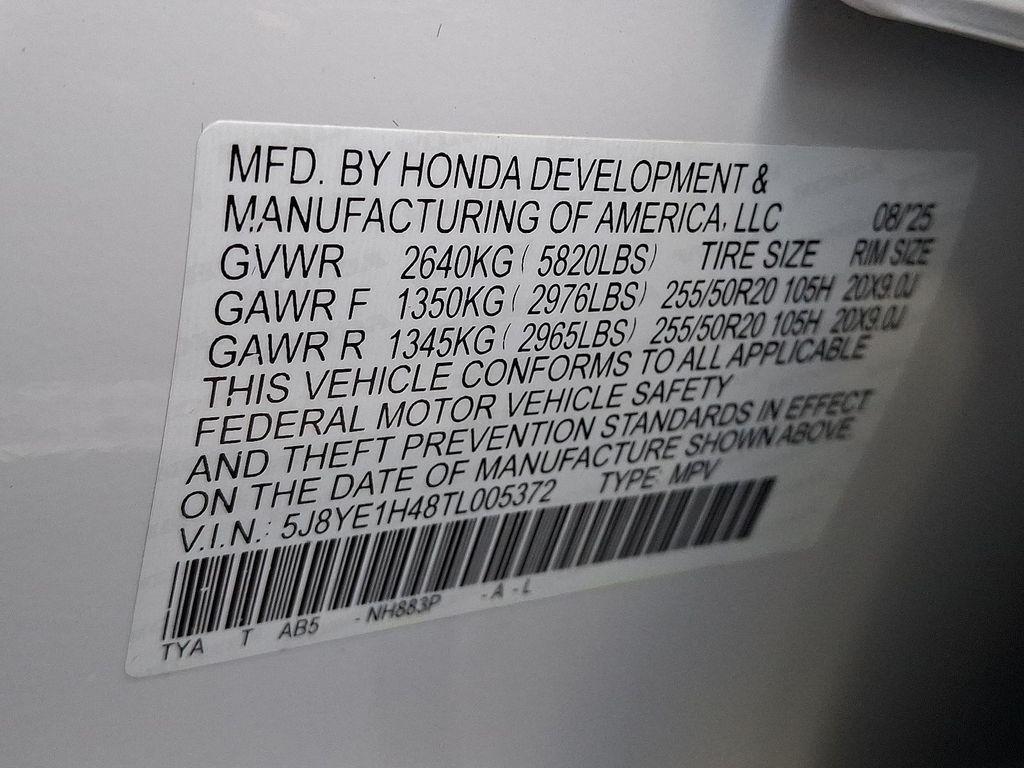 MFD. BY HONDA DEVELOPMENT &
MANUFACTURING OF AMERICA, LLC 08/'25
GVWR 2640KG ( 5820LBS) TIRE SIZE RIM SIZE
GAWR F 1350KG ( 2976LBS) 255/50R20 105H 20X9.0J
GAWR R 1345KG ( 2965LBS) 255/50R20 105H 20X9.0J
THIS VEHICLE CONFORMS TO ALL APPLICABLE
FEDERAL MOTOR VEHICLE SAFETY
AND THEFT PREVENTION STANDARDS IN EFFECT
ON THE DATE OF MANUFACTURE SHOWN ABOVE
V.I.N.: 5J8YE1H48TL005372 TYPE: MPV
TYA T AB5 - NH883P - A - L